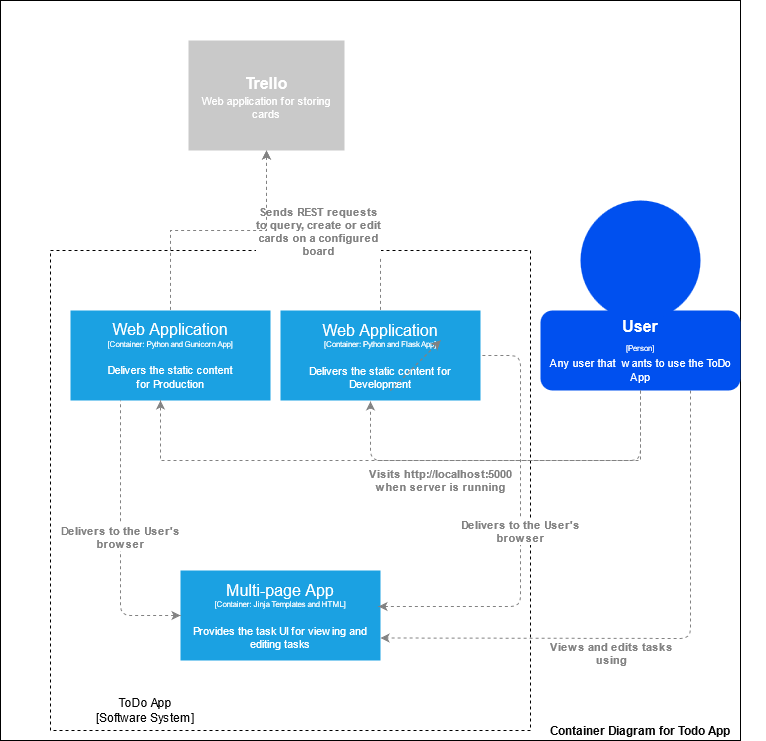 Trello
Web application for storing
cards
Sends REST requests
to query, create or edit
cards on a configured
board
Web Application
[Container: Python and Gunicorn App]
Delivers the static content
for Production
Web Application
[Container: Python and Flask App]
Delivers the static content for
Development
User
[Person]
Any user that wants to use the ToDo
App
Visits http://localhost:5000
when server is running
Delivers to the User's
browser
Delivers to the User's
browser
Multi-page App
[Container: Jinja Templates and HTML]
Provides the task UI for viewing and
editing tasks
Views and edits tasks
using
ToDo App
[Software System]
Container Diagram for Todo App